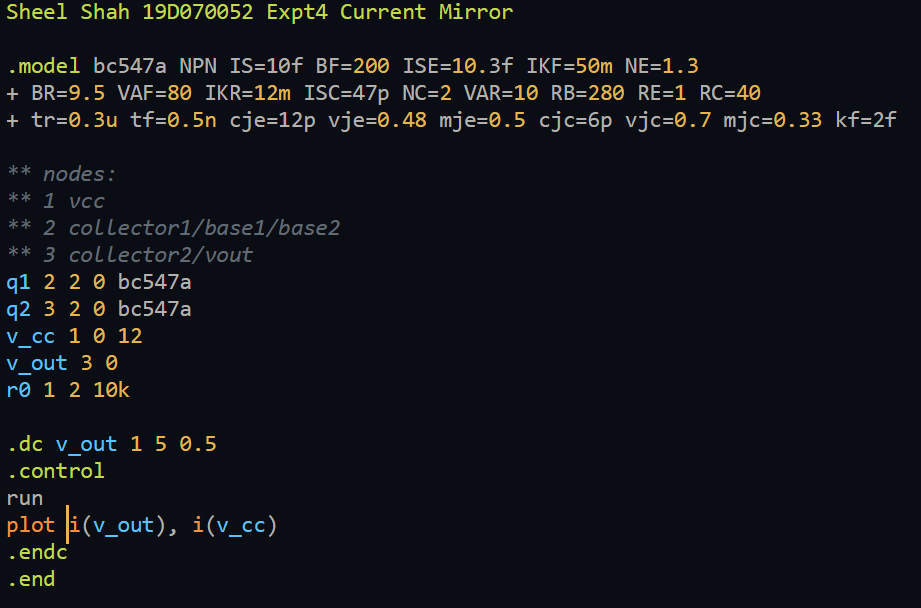 Sheel Shah 19D070052 Expt4 Current Mirror
.model bc547a NPN IS=10f BF=200 ISE=10.3f IKF=50m NE=1.3
+ BR=9.5 VAF=80 IKR=12m ISC=47p NC=2 VAR=10 RB=280 RE=1 RC=40
+ tr=0.3u tf=0.5n cje=12p vje=0.48 mje=0.5 cjc=6p vjc=0.7 mjc=0.33 kf=2f
** nodes:
** 1 vcc
** 2 collector1/base1/base2
** 3 collector2/vout
q1 2 2 0 bc547a
q2 3 2 0 bc547a
v_cc 1 0 12
v_out 3 0
r0 1 2 10k
.dc v_out 1 5 0.5
.control
run
plot i(v_out), i(v_cc)
.endc
.end